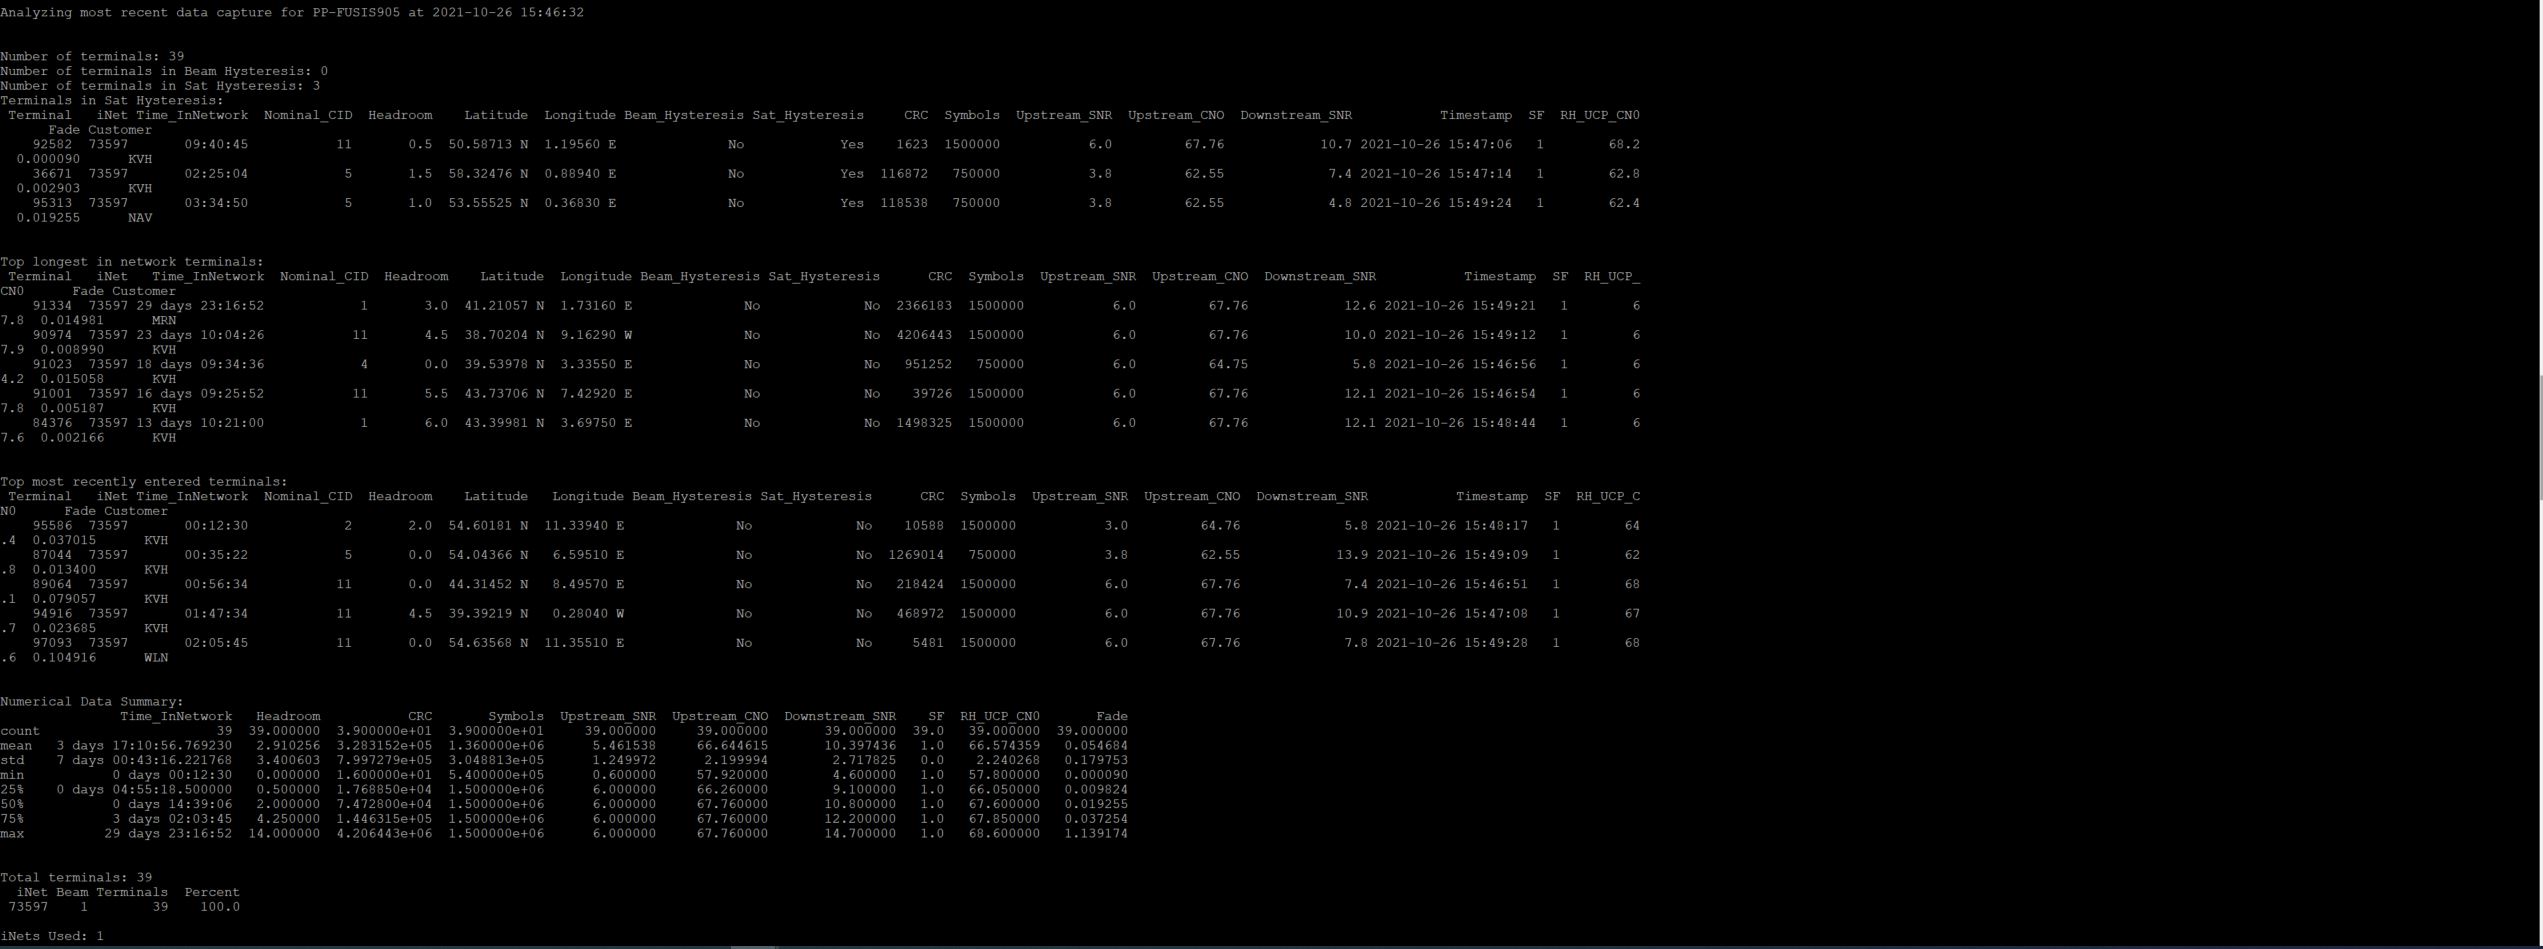 Analyzing most recent data capture for PP-FUSIS905 at 2021-10-26 15:46:32
Number of terminals: 39
Number of terminals in Beam Hysteresis: 0
Number of terminals in Sat Hysteresis: 3
Terminals in Sat Hysteresis:
Terminal iNet Time_InNetwork Nominal_CID Headroom Latitude Longitude Beam_Hysteresis Sat_Hysteresis CRC Symbols Upstream_SNR Upstream_CNO Downstream_SNR Timestamp SF RH_UCP_CN0
Fade Customer
92582 73597 09:40:45 11 0.5 50.58713 N 1.19560 E No Yes 1623 1500000 6.0 67.76 10.7 2021-10-26 15:47:06 1 68.2
0.000090 KVH
36671 73597 02:25:04 5 1.5 58.32476 N 0.88940 E No Yes 116872 750000 3.8 62.55 7.4 2021-10-26 15:47:14 1 62.8
0.002903 KVH
95313 73597 03:34:50 5 1.0 53.55525 N 0.36830 E No Yes 118538 750000 3.8 62.55 4.8 2021-10-26 15:49:24 1 62.4
0.019255 NAV
Top longest in network terminals:
Terminal iNet Time_InNetwork Nominal_CID Headroom Latitude Longitude Beam_Hysteresis Sat_Hysteresis CRC Symbols Upstream_SNR Upstream_CNO Downstream_SNR Timestamp SF RH_UCP_
CN0 Fade Customer
91334 73597 29 days 23:16:52 1 3.0 41.21057 N 1.73160 E No No 2366183 1500000 6.0 67.76 12.6 2021-10-26 15:49:21 1 6
7.8 0.014981 MRN
90974 73597 23 days 10:04:26 11 4.5 38.70204 N 9.16290 W No No 4206443 1500000 6.0 67.76 10.0 2021-10-26 15:49:12 1 6
7.9 0.008990 KVH
91023 73597 18 days 09:34:36 4 0.0 39.53978 N 3.33550 E No No 951252 750000 6.0 64.75 5.8 2021-10-26 15:46:56 1 6
4.2 0.015058 KVH
91001 73597 16 days 09:25:52 11 5.5 43.73706 N 7.42920 E No No 39726 1500000 6.0 67.76 12.1 2021-10-26 15:46:54 1 6
7.8 0.005187 KVH
84376 73597 13 days 10:21:00 1 6.0 43.39981 N 3.69750 E No No 1498325 1500000 6.0 67.76 12.1 2021-10-26 15:48:44 1 6
7.6 0.002166 KVH
Top most recently entered terminals:
Terminal iNet Time_InNetwork Nominal_CID Headroom Latitude Longitude Beam_Hysteresis Sat_Hysteresis CRC Symbols Upstream_SNR Upstream_CNO Downstream_SNR Timestamp SF RH_UCP_C
N0 Fade Customer
95586 73597 00:12:30 2 2.0 54.60181 N 11.33940 E No No 10588 1500000 3.0 64.76 5.8 2021-10-26 15:48:17 1 64
.4 0.037015 KVH
87044 73597 00:35:22 5 0.0 54.04366 N 6.59510 E No No 1269014 750000 3.8 62.55 13.9 2021-10-26 15:49:09 1 62
.8 0.013400 KVH
89064 73597 00:56:34 11 0.0 44.31452 N 8.49570 E No No 218424 1500000 6.0 67.76 7.4 2021-10-26 15:46:51 1 68
.1 0.079057 KVH
94916 73597 01:47:34 11 4.5 39.39219 N 0.28040 W No No 468972 1500000 6.0 67.76 10.9 2021-10-26 15:47:08 1 67
.7 0.023685 KVH
97093 73597 02:05:45 11 0.0 54.63568 N 11.35510 E No No 5481 1500000 6.0 67.76 7.8 2021-10-26 15:49:28 1 68
.6 0.104916 WLN
Numerical Data Summary:
Time_InNetwork Headroom CRC Symbols Upstream_SNR Upstream_CNO Downstream_SNR SF RH_UCP_CN0 Fade
count 39 39.000000 3.900000e+01 3.900000e+01 39.000000 39.000000 39.000000 39.0 39.000000 39.000000
mean 3 days 17:10:56.769230 2.910256 3.283152e+05 1.360000e+06 5.461538 66.644615 10.397436 1.0 66.574359 0.054684
std 7 days 00:43:16.221768 3.400603 7.997279e+05 3.048813e+05 1.249972 2.199994 2.717825 0.0 2.240268 0.179753
min 0 days 00:12:30 0.000000 1.600000e+01 5.400000e+05 0.600000 57.920000 4.600000 1.0 57.800000 0.000090
25% 0 days 04:55:18.500000 0.500000 1.768850e+04 1.500000e+06 6.000000 66.260000 9.100000 1.0 66.050000 0.009824
50% 0 days 14:39:06 2.000000 7.472800e+04 1.500000e+06 6.000000 67.760000 10.800000 1.0 67.600000 0.019255
75% 3 days 02:03:45 4.250000 1.446315e+05 1.500000e+06 6.000000 67.760000 12.200000 1.0 67.850000 0.037254
max 29 days 23:16:52 14.000000 4.206443e+06 1.500000e+06 6.000000 67.760000 14.700000 1.0 68.600000 1.139174
Total terminals: 39
iNet Beam Terminals Percent
73597 1 39 100.0
iNets Used: 1